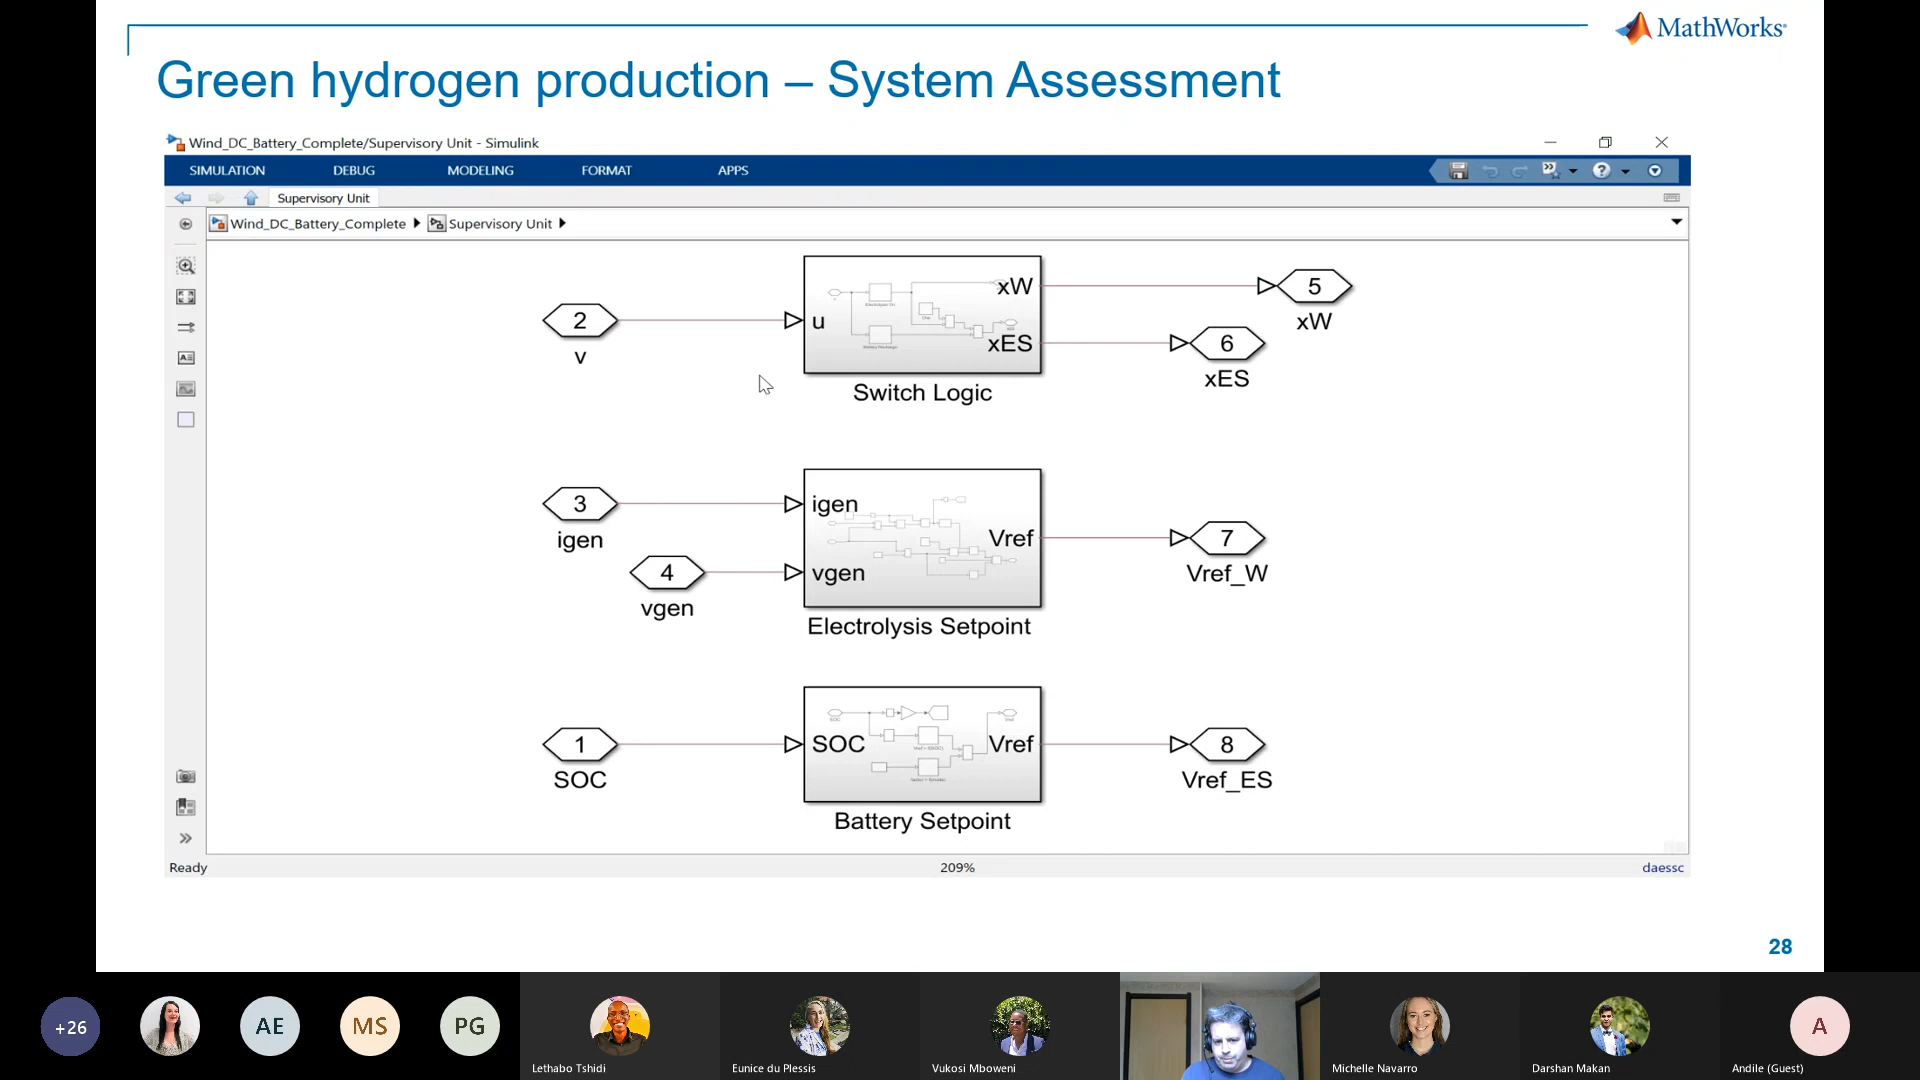 MathWorks®
Green hydrogen production – System Assessment
Wind_DC_Battery_Complete/Supervisory Unit - Simulink
SIMULATION DEBUG MODELING FORMAT APPS
Supervisory Unit
Wind_DC_Battery_Complete Supervisory Unit
2
v
u
xW
xES
Switch Logic
5
xW
6
xES
3
igen
4
vgen
igen
vgen
Vref
Electrolysis Setpoint
7
Vref_W
1
SOC
SOC
Vref
Battery Setpoint
8
Vref_ES
Ready 209% daessc
28
+26 AE MS PG A
Lethabo Tshidi Eunice du Plessis Vukosi Mboweni Michelle Navarro Darshan Makan Andile (Guest)